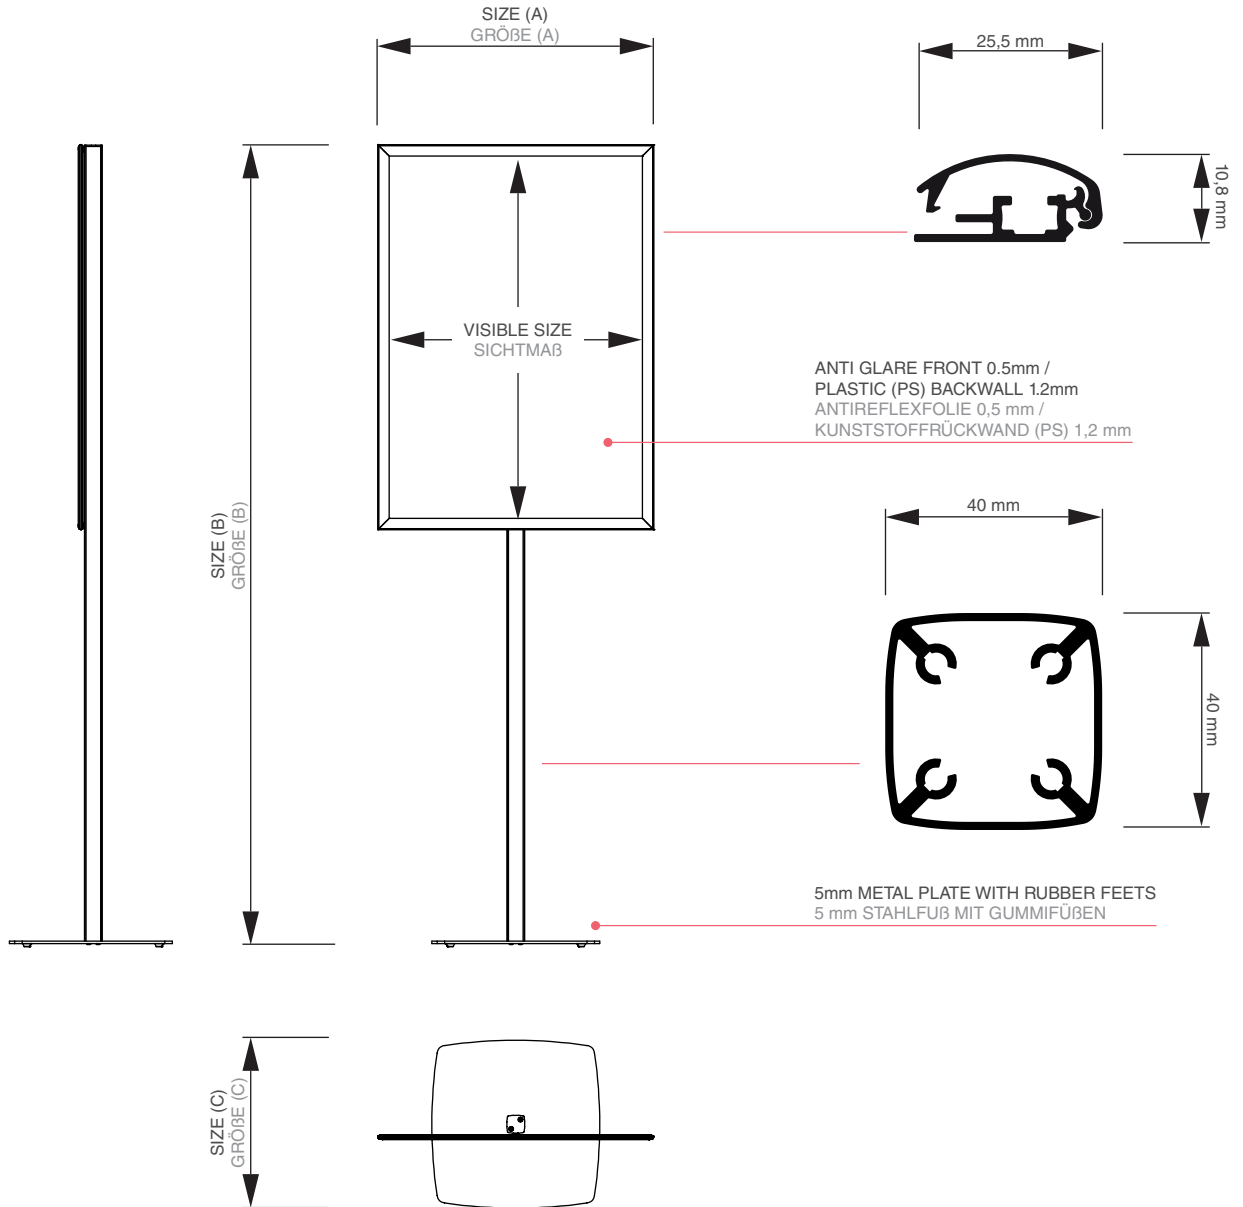 SIZE (A)
GRÖßE (A)
25,5 mm
10,8 mm
VISIBLE SIZE
SICHTMAß
ANTI GLARE FRONT 0.5mm /
PLASTIC (PS) BACKWALL 1.2mm
ANTIREFLEXFOLIE 0,5 mm /
KUNSTSTOFFRÜCKWAND (PS) 1,2 mm
SIZE (B)
GRÖßE (B)
40 mm
40 mm
5mm METAL PLATE WITH RUBBER FEETS
5 mm STAHLFUß MIT GUMMIFÜßEN
SIZE (C)
GRÖßE (C)